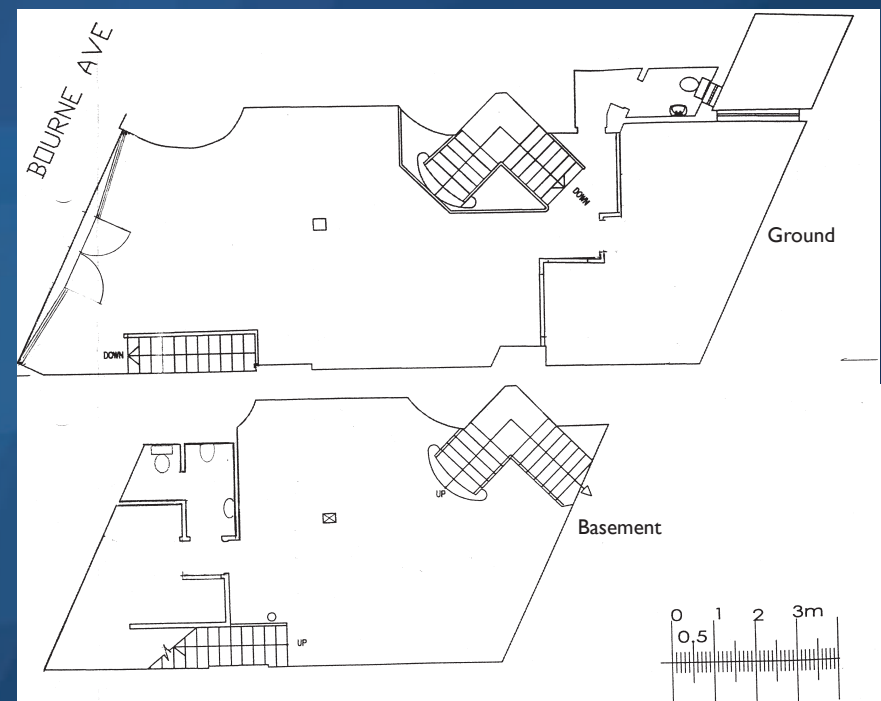 BOURNE AVE
DOWN
Ground
DOWN
UP
Basement
UP
0 1 2 3m
0.5